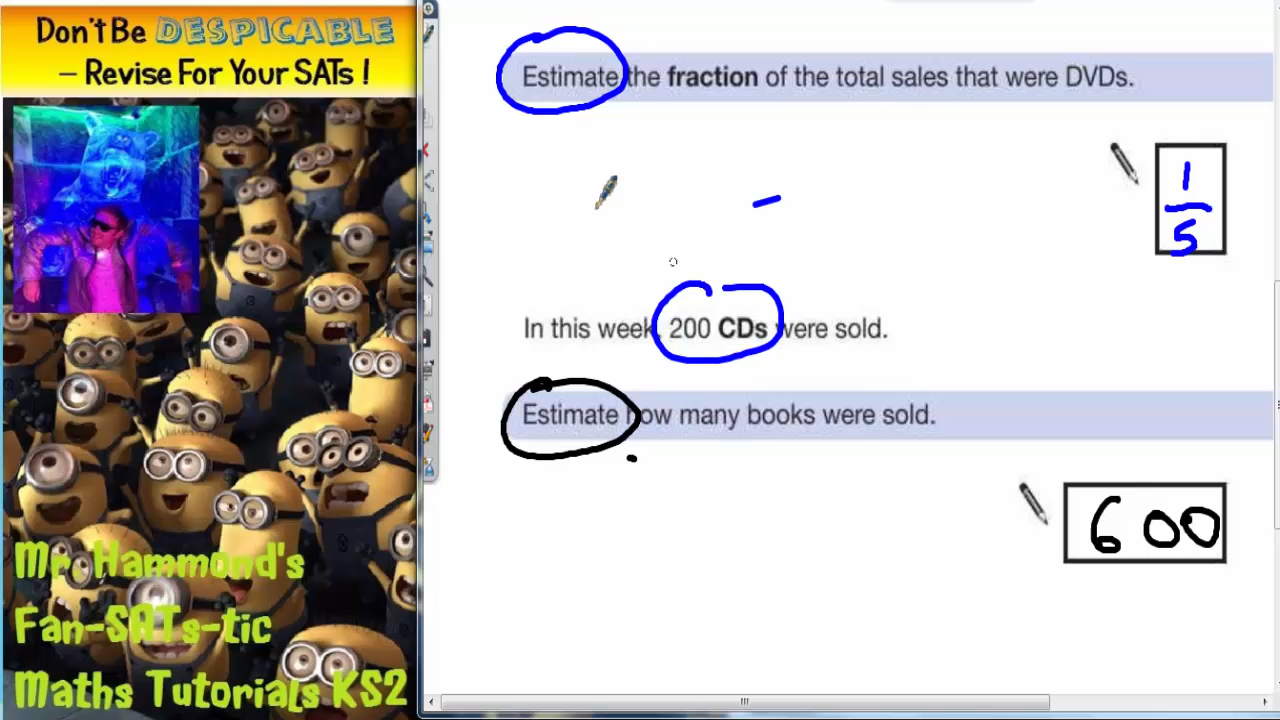 Don't Be DESPICABLE
– Revise For Your SATs !
Mr. Hammond's
Fan-SATs-tic
Maths Tutorials KS2
Estimate the fraction of the total sales that were DVDs.
1
5
In this week, 200 CDs were sold.
Estimate how many books were sold.
600